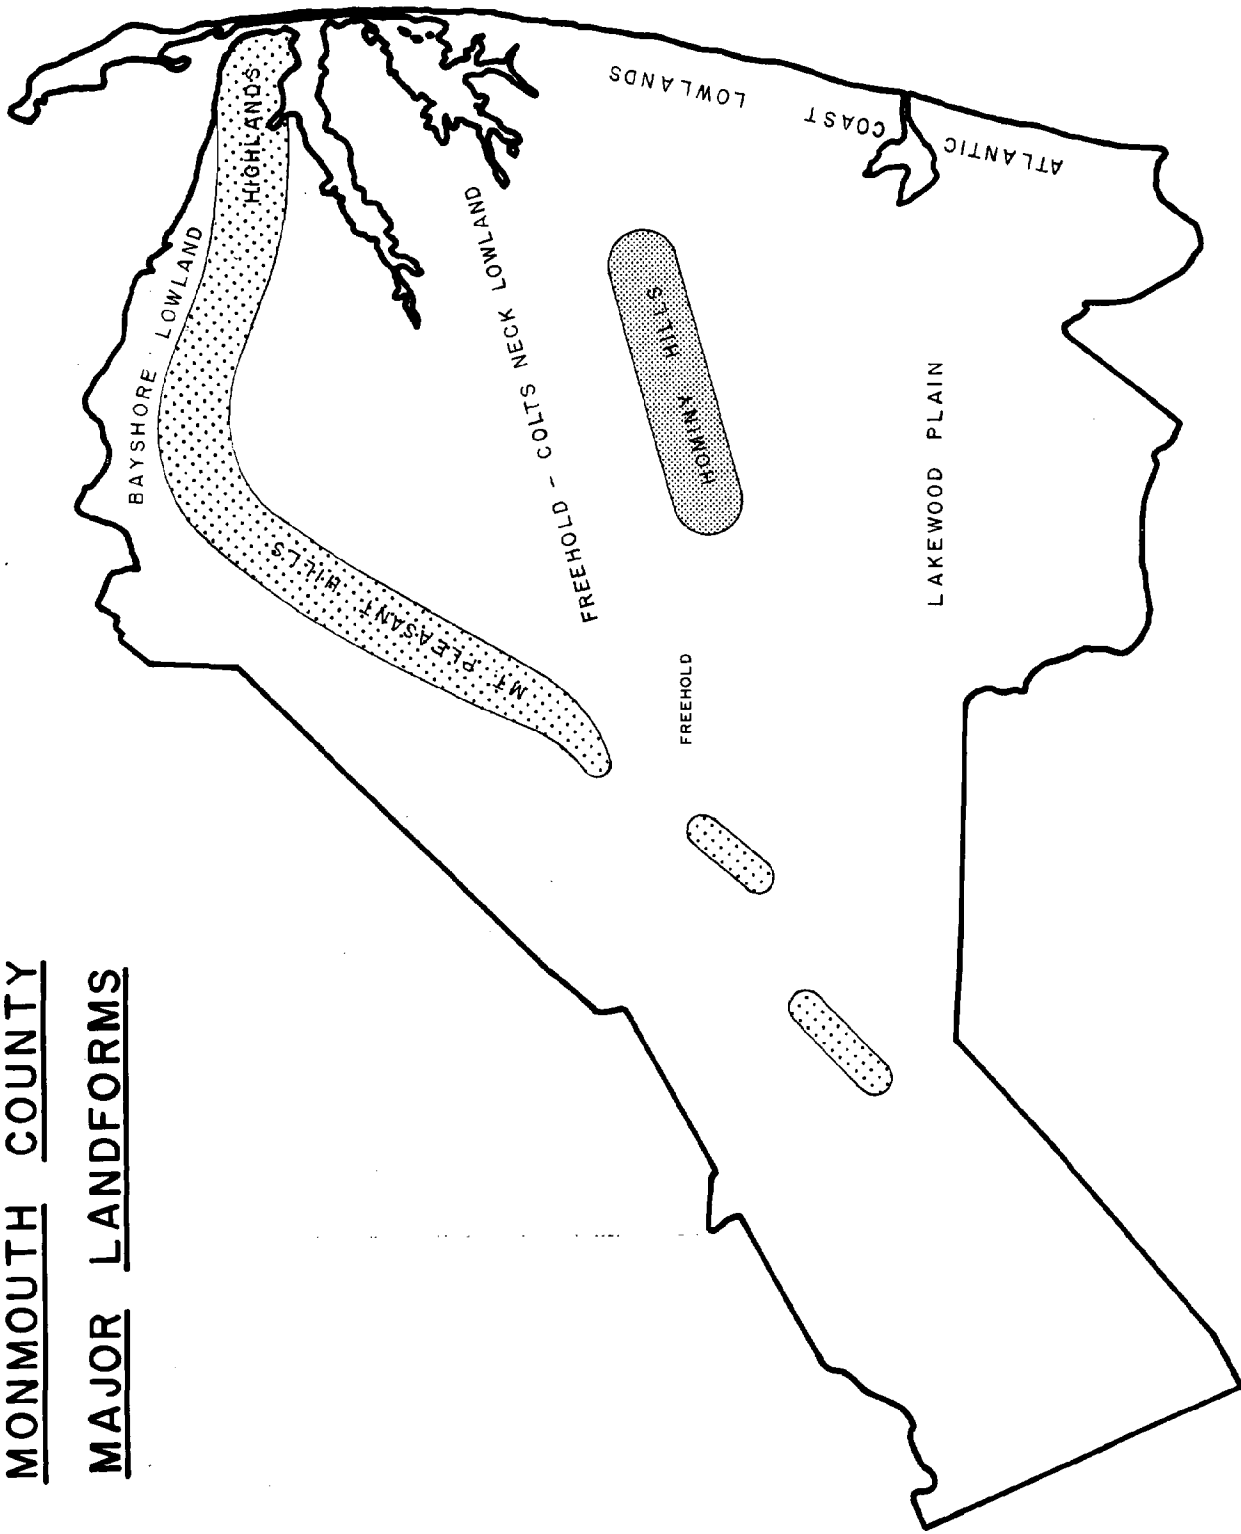 MONMOUTH COUNTY
MAJOR LANDFORMS
BAYSHORE LOWLAND
HIGHLANDS
MT. PLEASANT HILLS
FREEHOLD - COLTS NECK LOWLAND
FREEHOLD
HOMINY HILLS
LAKEWOOD PLAIN
ATLANTIC COAST LOWLANDS